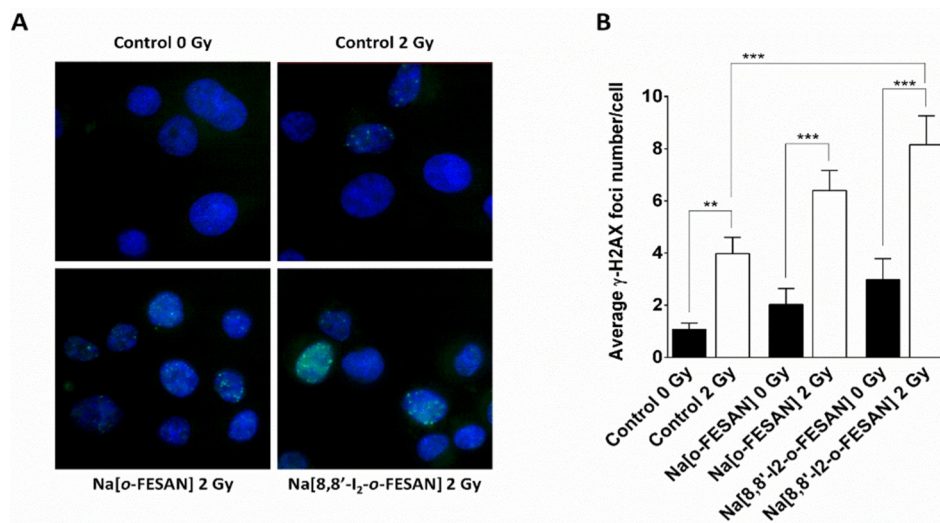 A
Control 0 Gy
Control 2 Gy
Na[o-FESAN] 2 Gy
Na[8,8′-I₂-o-FESAN] 2 Gy
B
***
***
***
**
Average γ-H2AX foci number/cell
10
8
6
4
2
0
Control 0 Gy
Control 2 Gy
Na[o-FESAN] 0 Gy
Na[o-FESAN] 2 Gy
Na[8,8'-I2-o-FESAN] 0 Gy
Na[8,8'-I2-o-FESAN] 2 Gy